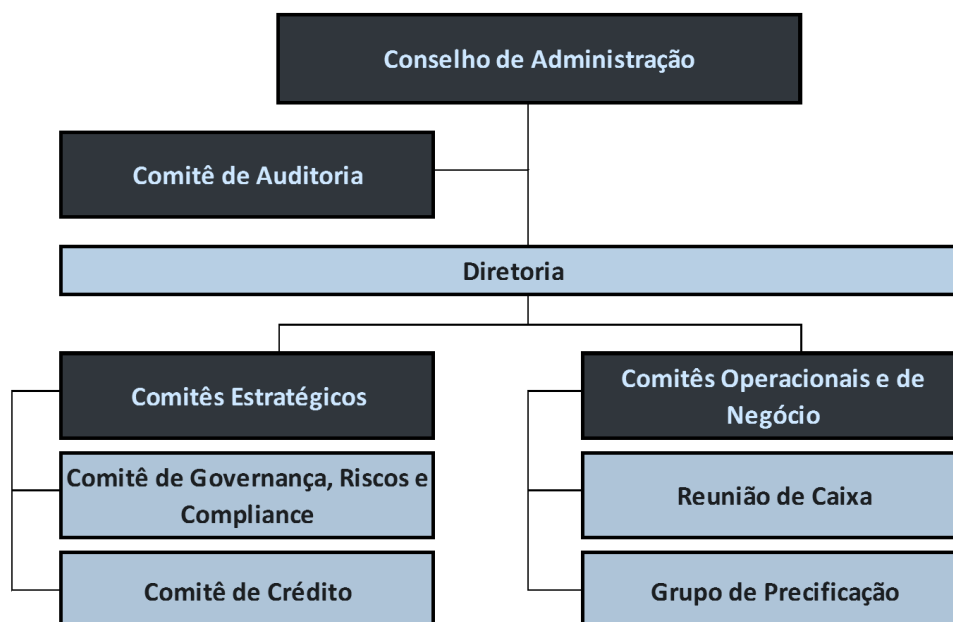 Conselho de Administração
Comitê de Auditoria
Diretoria
Comitês Estratégicos
Comitês Operacionais e de
Negócio
Comitê de Governança, Riscos e
Compliance
Reunião de Caixa
Comitê de Crédito
Grupo de Precificação